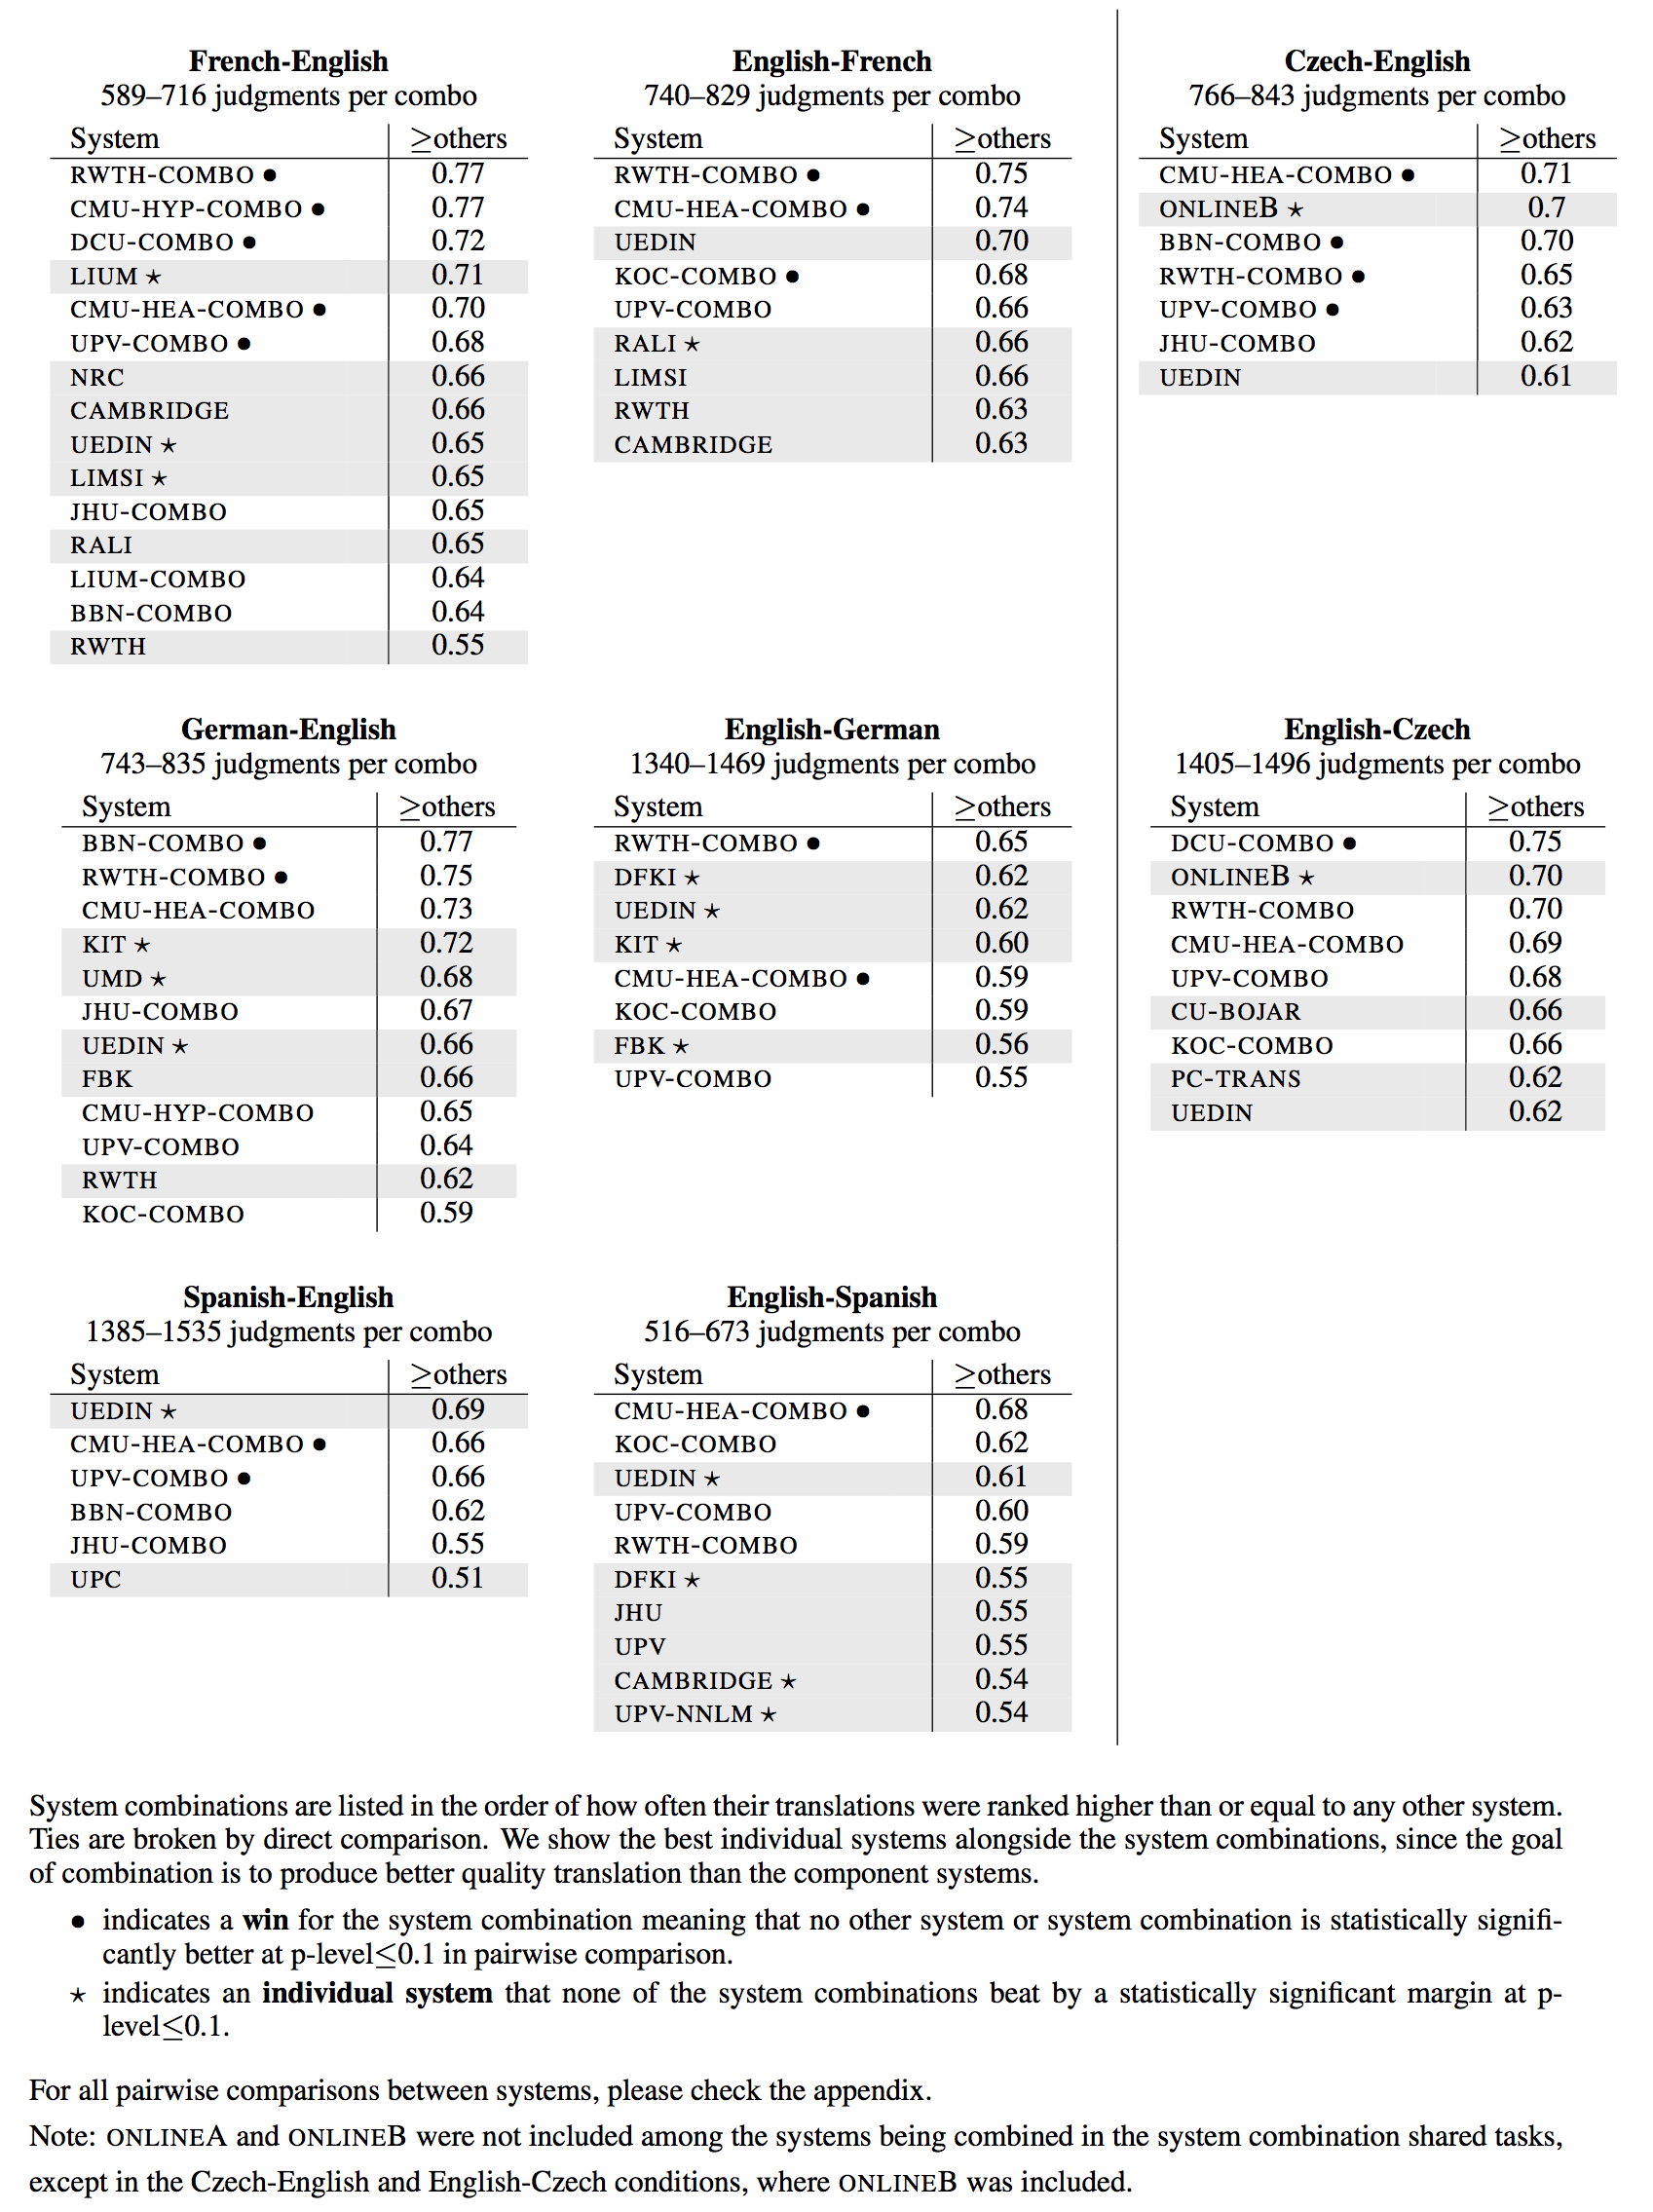 French-English
589–716 judgments per combo
System ≥others
RWTH-COMBO ● 0.77
CMU-HYP-COMBO ● 0.77
DCU-COMBO ● 0.72
LIUM ⋆ 0.71
CMU-HEA-COMBO ● 0.70
UPV-COMBO ● 0.68
NRC 0.66
CAMBRIDGE 0.66
UEDIN ⋆ 0.65
LIMSI ⋆ 0.65
JHU-COMBO 0.65
RALI 0.65
LIUM-COMBO 0.64
BBN-COMBO 0.64
RWTH 0.55
English-French
740–829 judgments per combo
System ≥others
RWTH-COMBO ● 0.75
CMU-HEA-COMBO ● 0.74
UEDIN 0.70
KOC-COMBO ● 0.68
UPV-COMBO 0.66
RALI ⋆ 0.66
LIMSI 0.66
RWTH 0.63
CAMBRIDGE 0.63
Czech-English
766–843 judgments per combo
System ≥others
CMU-HEA-COMBO ● 0.71
ONLINEB ⋆ 0.7
BBN-COMBO ● 0.70
RWTH-COMBO ● 0.65
UPV-COMBO ● 0.63
JHU-COMBO 0.62
UEDIN 0.61
German-English
743–835 judgments per combo
System ≥others
BBN-COMBO ● 0.77
RWTH-COMBO ● 0.75
CMU-HEA-COMBO 0.73
KIT ⋆ 0.72
UMD ⋆ 0.68
JHU-COMBO 0.67
UEDIN ⋆ 0.66
FBK 0.66
CMU-HYP-COMBO 0.65
UPV-COMBO 0.64
RWTH 0.62
KOC-COMBO 0.59
English-German
1340–1469 judgments per combo
System ≥others
RWTH-COMBO ● 0.65
DFKI ⋆ 0.62
UEDIN ⋆ 0.62
KIT ⋆ 0.60
CMU-HEA-COMBO ● 0.59
KOC-COMBO 0.59
FBK ⋆ 0.56
UPV-COMBO 0.55
English-Czech
1405–1496 judgments per combo
System ≥others
DCU-COMBO ● 0.75
ONLINEB ⋆ 0.70
RWTH-COMBO 0.70
CMU-HEA-COMBO 0.69
UPV-COMBO 0.68
CU-BOJAR 0.66
KOC-COMBO 0.66
PC-TRANS 0.62
UEDIN 0.62
Spanish-English
1385–1535 judgments per combo
System ≥others
UEDIN ⋆ 0.69
CMU-HEA-COMBO ● 0.66
UPV-COMBO ● 0.66
BBN-COMBO 0.62
JHU-COMBO 0.55
UPC 0.51
English-Spanish
516–673 judgments per combo
System ≥others
CMU-HEA-COMBO ● 0.68
KOC-COMBO 0.62
UEDIN ⋆ 0.61
UPV-COMBO 0.60
RWTH-COMBO 0.59
DFKI ⋆ 0.55
JHU 0.55
UPV 0.55
CAMBRIDGE ⋆ 0.54
UPV-NNLM ⋆ 0.54
System combinations are listed in the order of how often their translations were ranked higher than or equal to any other system.
Ties are broken by direct comparison. We show the best individual systems alongside the system combinations, since the goal
of combination is to produce better quality translation than the component systems.
● indicates a win for the system combination meaning that no other system or system combination is statistically signifi-
cantly better at p-level≤0.1 in pairwise comparison.
⋆ indicates an individual system that none of the system combinations beat by a statistically significant margin at p-
level≤0.1.
For all pairwise comparisons between systems, please check the appendix.
Note: ONLINEA and ONLINEB were not included among the systems being combined in the system combination shared tasks,
except in the Czech-English and English-Czech conditions, where ONLINEB was included.